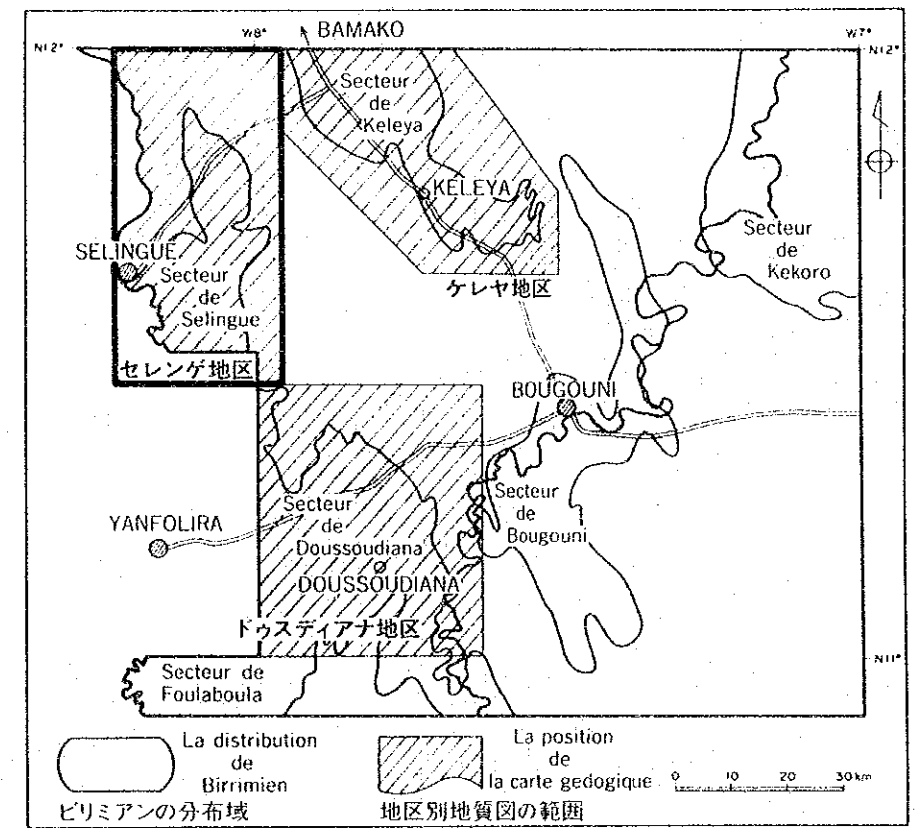 BAMAKO
W8°
W7°
N12°
N12°
Secteur
de
Keleya
KELEYA
Secteur
de
Kekoro
SELINGUE
Secteur
de
Selingue
ケレヤ地区
セレンゲ地区
BOUGOUNI
Secteur
de
Bougouni
YANFOLIRA
Secteur
de
Doussoudiana
DOUSSOUDIANA
ドゥスディアナ地区
N11°
Secteur de
Foulaboula
La distribution
de
Birrimien
ビリミアンの分布域
La position
de
la carte gedogique
地区別地質図の範囲
0 10 20 30km